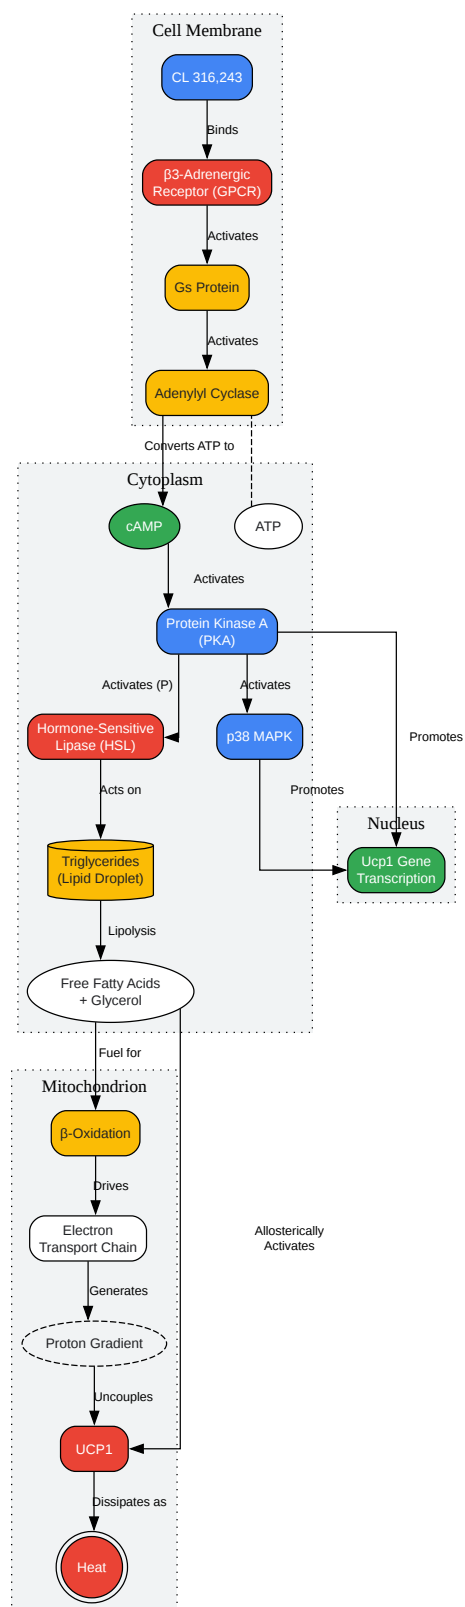 Cell Membrane
CL 316,243
Binds
β3-Adrenergic
Receptor (GPCR)
Activates
Gs Protein
Activates
Adenylyl Cyclase
Converts ATP to
Cytoplasm
cAMP
ATP
Activates
Protein Kinase A
(PKA)
Activates (P)
Activates
Hormone-Sensitive
Lipase (HSL)
p38 MAPK
Promotes
Acts on
Promotes
Nucleus
Triglycerides
(Lipid Droplet)
Ucp1 Gene
Transcription
Lipolysis
Free Fatty Acids
+ Glycerol
Fuel for
Mitochondrion
β-Oxidation
Drives
Electron
Transport Chain
Allosterically
Activates
Generates
Proton Gradient
Uncouples
UCP1
Dissipates as
Heat